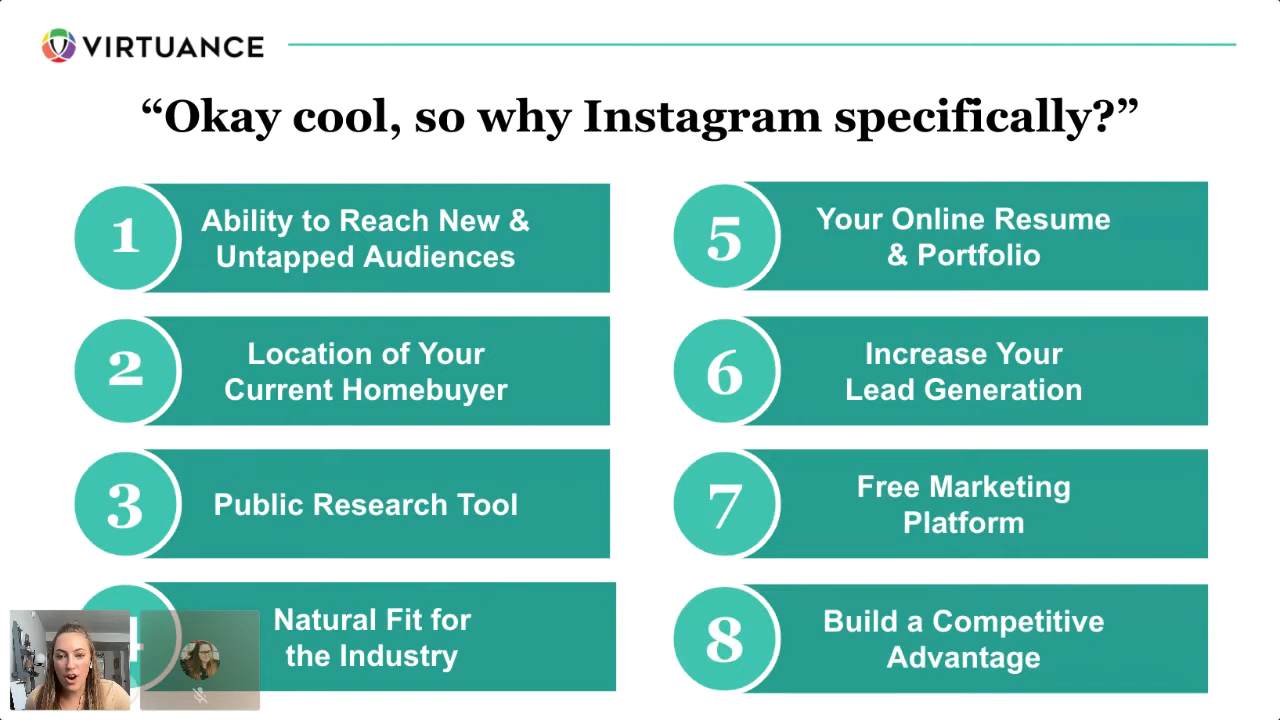 VIRTUANCE
“Okay cool, so why Instagram specifically?”
1
Ability to Reach New &
Untapped Audiences
2
Location of Your
Current Homebuyer
3
Public Research Tool
Natural Fit for
the Industry
5
Your Online Resume
& Portfolio
6
Increase Your
Lead Generation
7
Free Marketing
Platform
8
Build a Competitive
Advantage